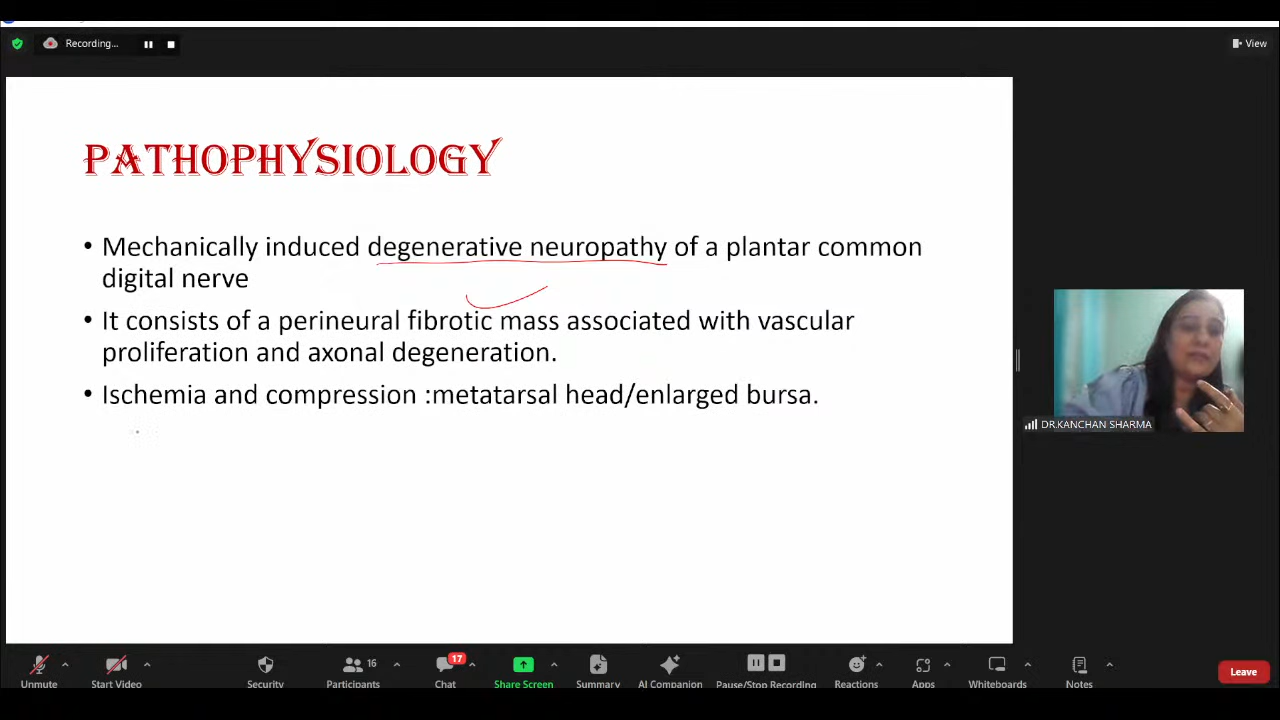 Recording...
View
PATHOPHYSIOLOGY
• Mechanically induced degenerative neuropathy of a plantar common
digital nerve
• It consists of a perineural fibrotic mass associated with vascular
proliferation and axonal degeneration.
• Ischemia and compression :metatarsal head/enlarged bursa.
DR.KANCHAN SHARMA
16
17
Unmute
Start Video
Security
Participants
Chat
Share Screen
Summary
AI Companion
Pause/Stop Recording
Reactions
Apps
Whiteboards
Notes
Leave